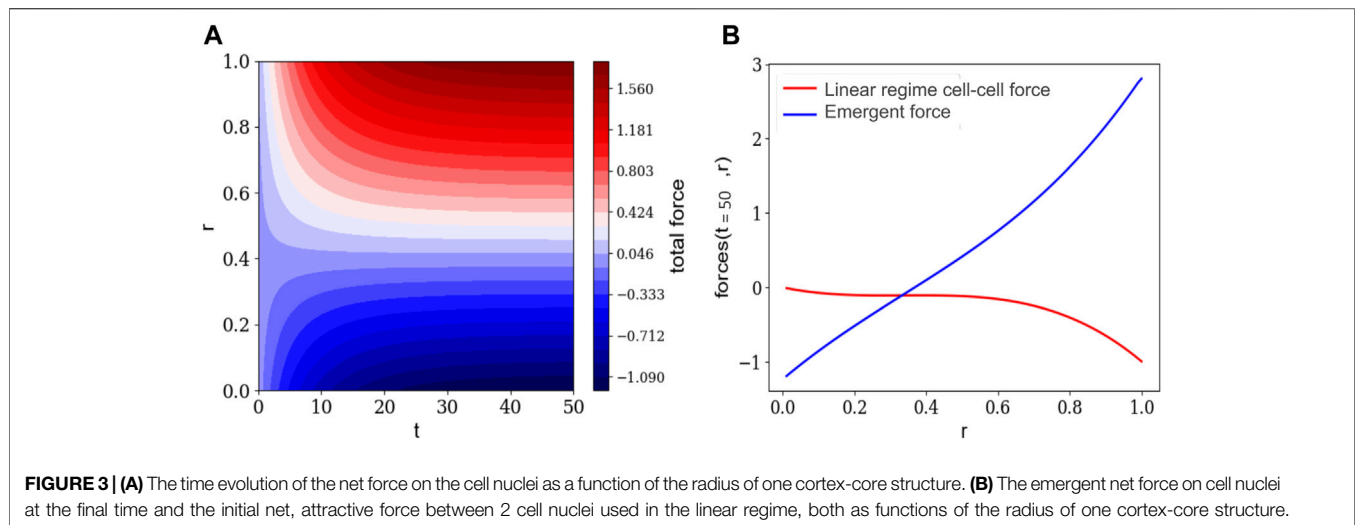 A
B
1.0
0.8
0.6
0.4
0.2
0.0
r
0
10
20
30
40
50
t
1.560
1.181
0.803
0.424
0.046
−0.333
−0.712
−1.090
total force
3
2
1
0
−1
forces(t = 50 ,r)
Linear regime cell-cell force
Emergent force
0.0
0.2
0.4
0.6
0.8
1.0
r
FIGURE 3 | (A) The time evolution of the net force on the cell nuclei as a function of the radius of one cortex-core structure. (B) The emergent net force on cell nuclei
at the final time and the initial net, attractive force between 2 cell nuclei used in the linear regime, both as functions of the radius of one cortex-core structure.